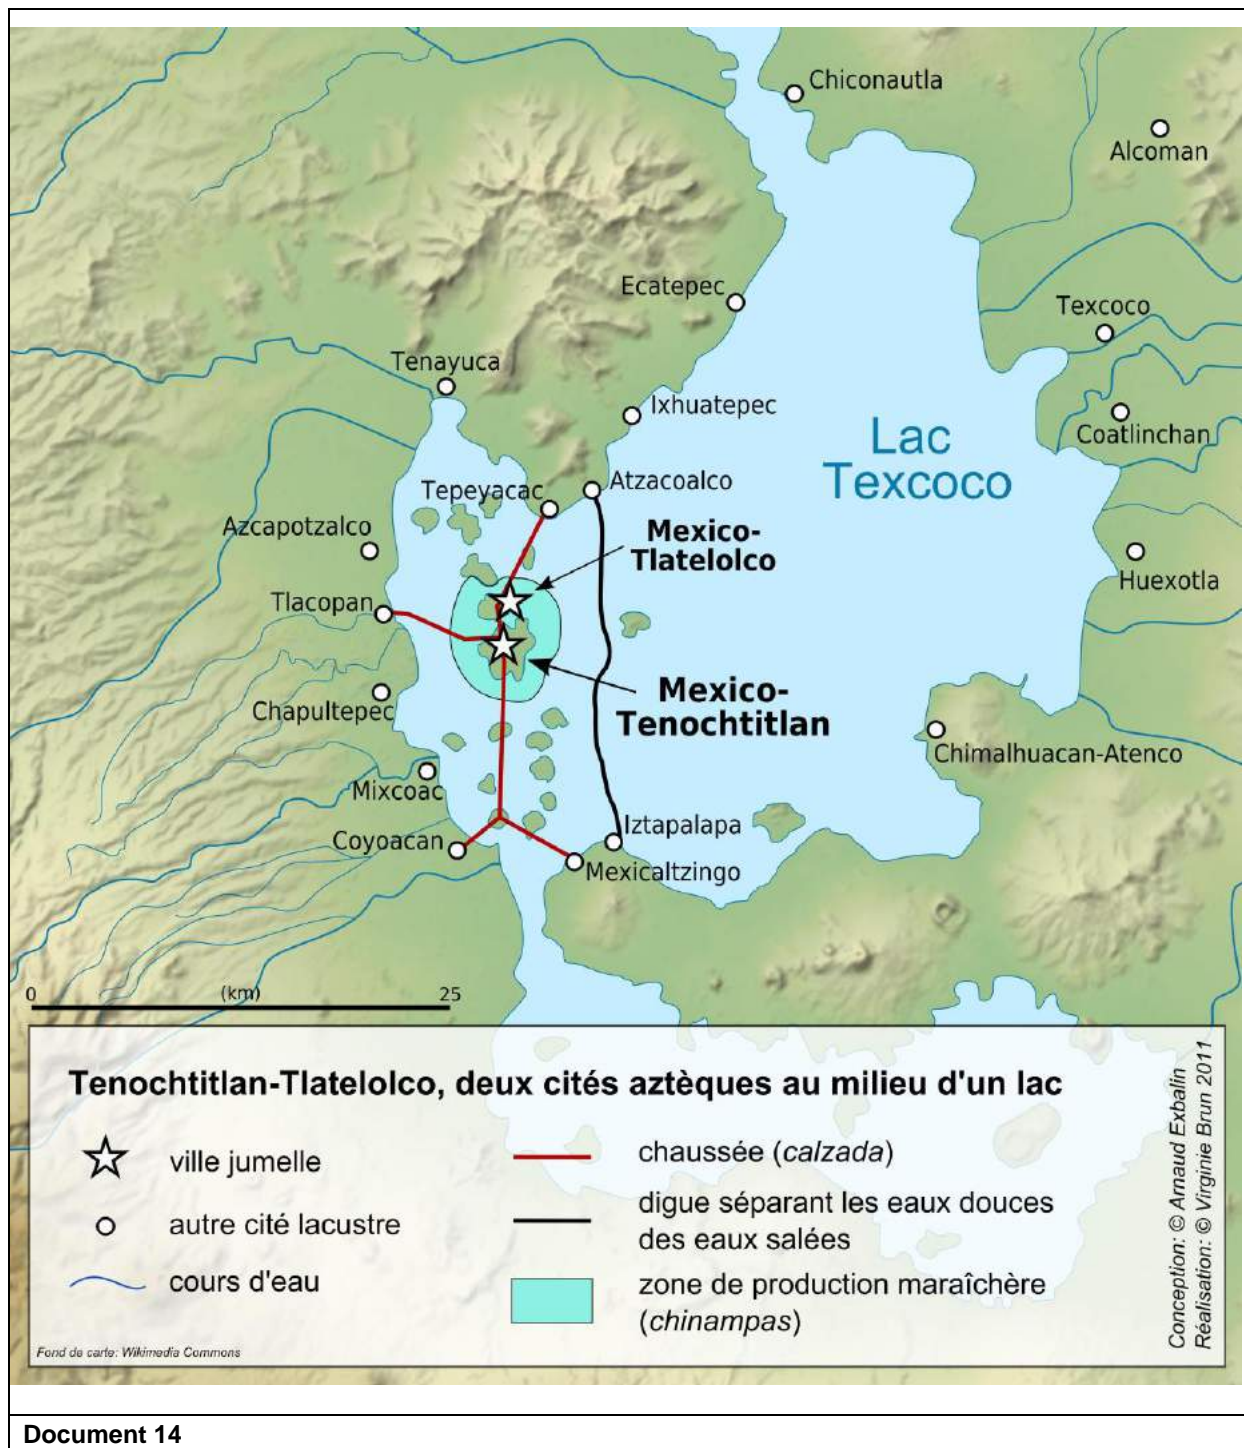 Chiconautla
Alcoman
Ecatepec
Texcoco
Tenayuca
Ixhuatepec
Coatlinchan
Lac
Texcoco
Tepeyacac
Atzacoalco
Azcapotzalco
Mexico-
Tlatelolco
Huexotla
Tlacopan
Mexico-
Tenochtitlan
Chapultepec
Chimalhuacan-Atenco
Mixcoac
Iztapalapa
Coyoacan
Mexicaltzingo
0 (km) 25
Tenochtitlan-Tlatelolco, deux cités aztèques au milieu d'un lac
ville jumelle
autre cité lacustre
cours d'eau
chaussée (calzada)
digue séparant les eaux douces
des eaux salées
zone de production maraîchère
(chinampas)
Fond de carte: Wikimedia Commons
Conception: © Arnaud Exbalin
Réalisation: © Virginie Brun 2011
Document 14